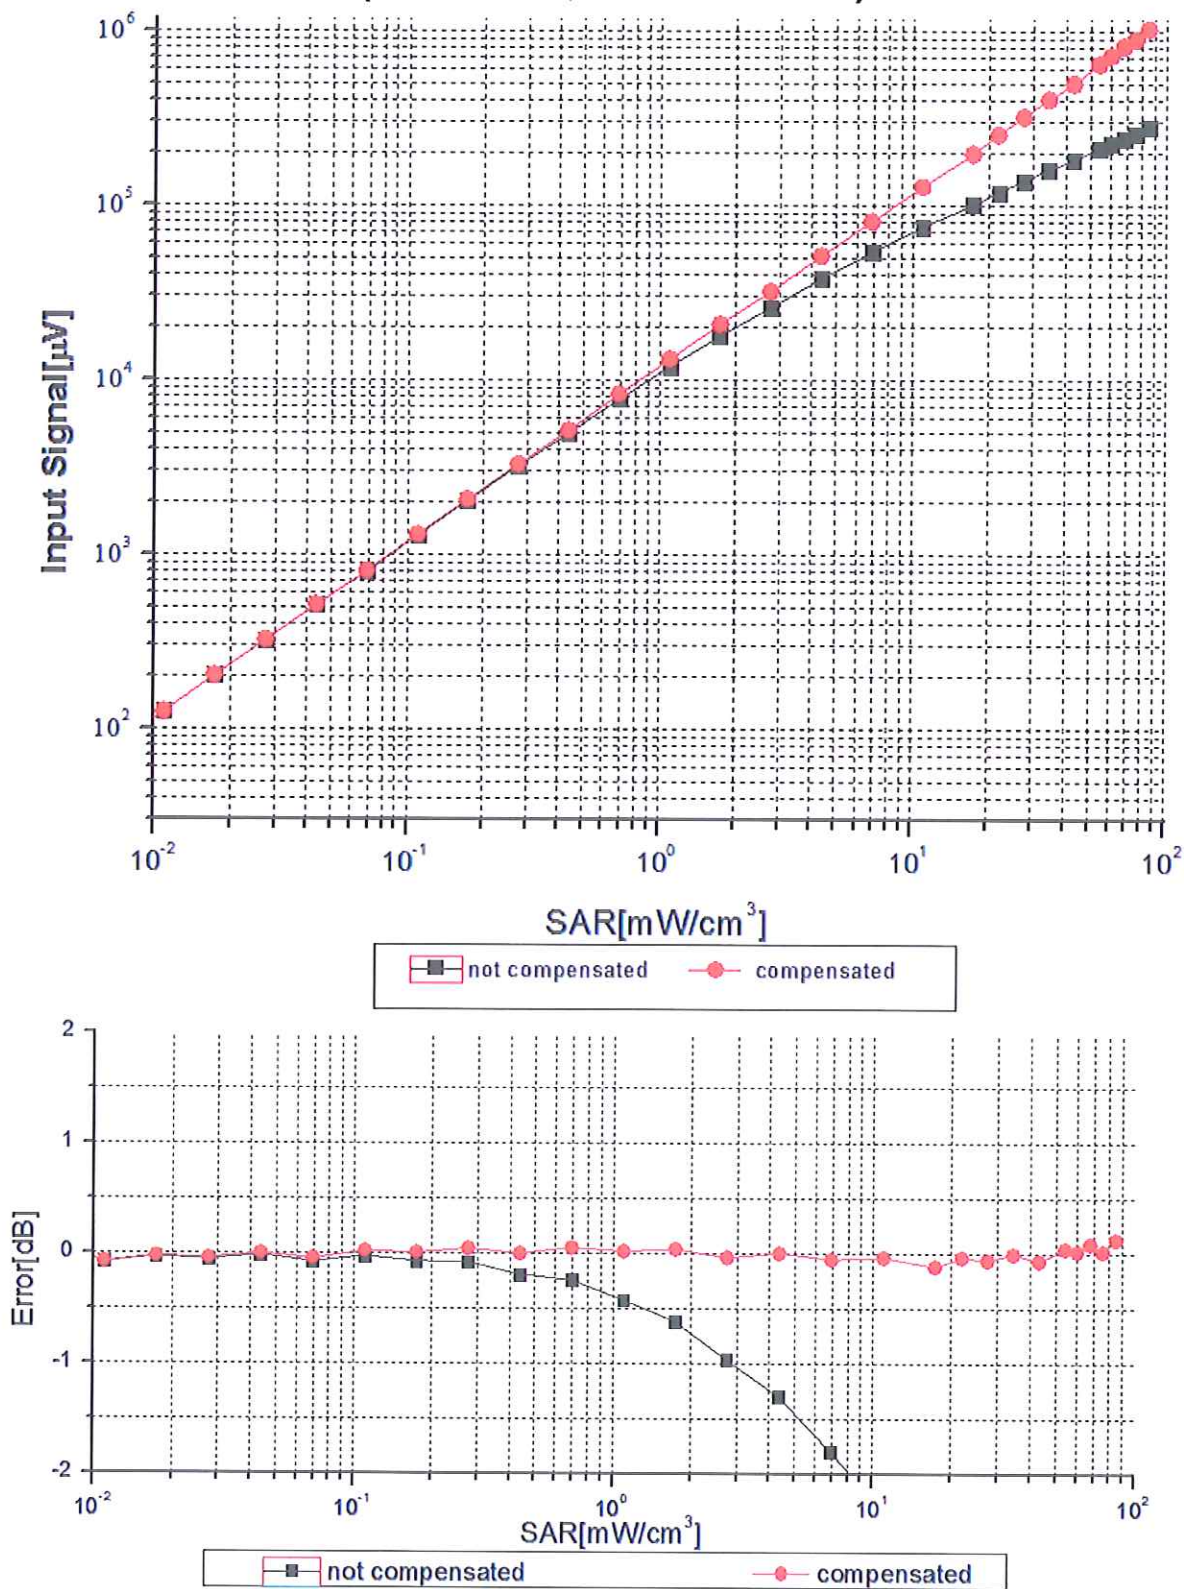 10⁶
10⁵
10⁴
10³
10²
Input Signal[µV]
10⁻² 10⁻¹ 10⁰ 10¹ 10²
SAR[mW/cm³]
not compensated compensated
2
1
0
-1
-2
Error[dB]
10⁻² 10⁻¹ 10⁰ 10¹ 10²
SAR[mW/cm³]
not compensated compensated